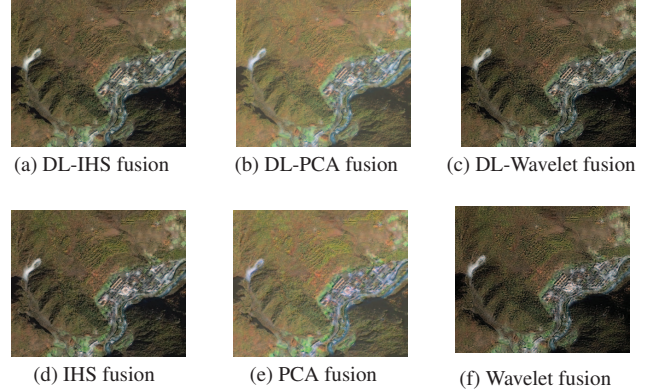 (a) DL-IHS fusion
(b) DL-PCA fusion
(c) DL-Wavelet fusion
(d) IHS fusion
(e) PCA fusion
(f) Wavelet fusion